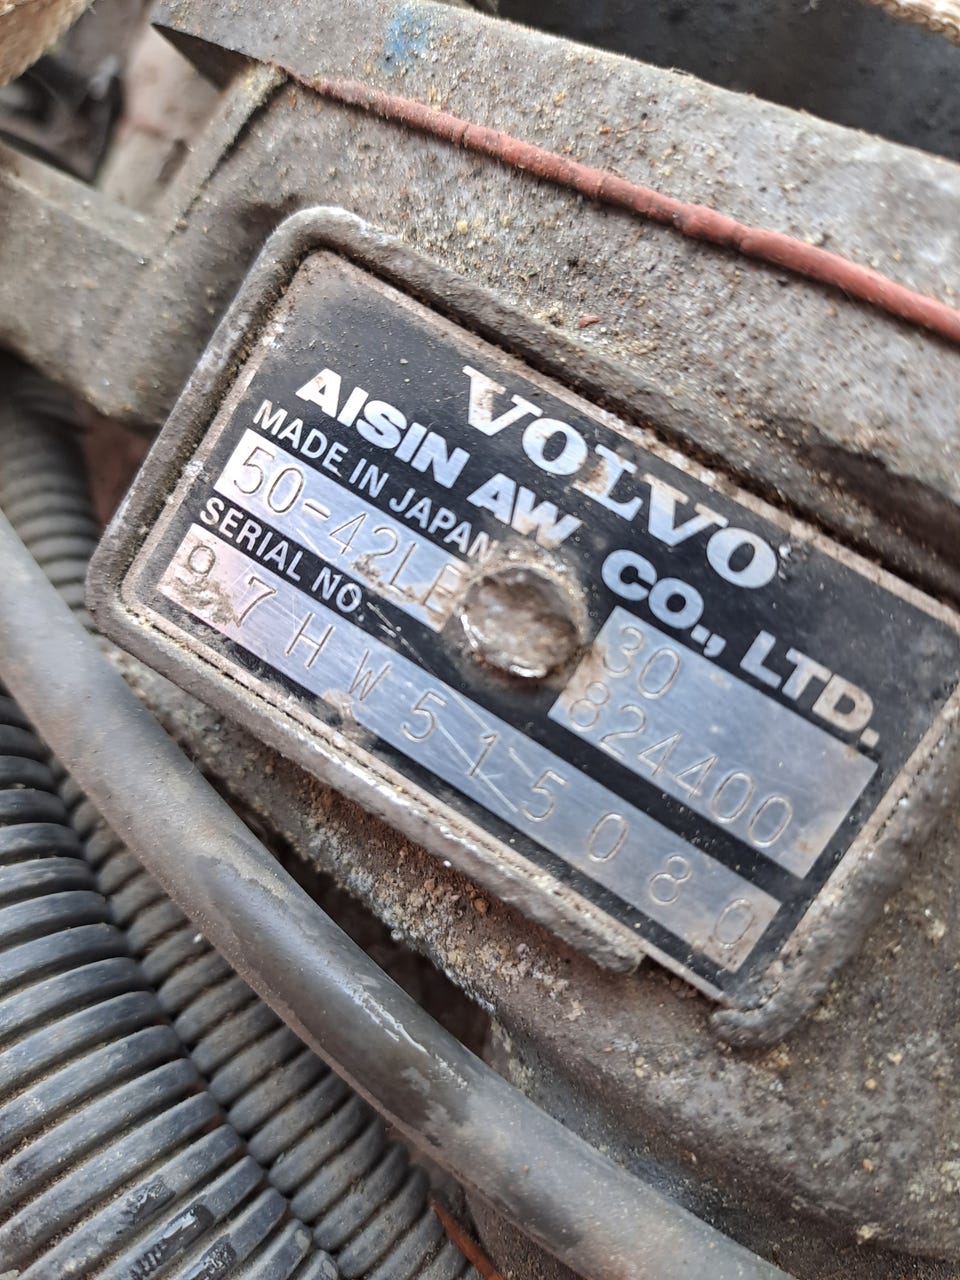 VOLVO
AISIN AW CO., LTD.
MADE IN JAPAN
50-42LE
30
824400
SERIAL NO.
97HW515080